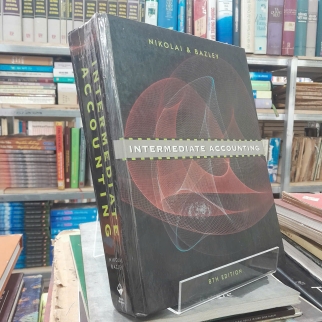 NIKOLAI & BAZLEY
INTERMEDIATE ACCOUNTING
8TH EDITION
INTERMEDIATE
ACCOUNTING
NIKOLAI
BAZLEY